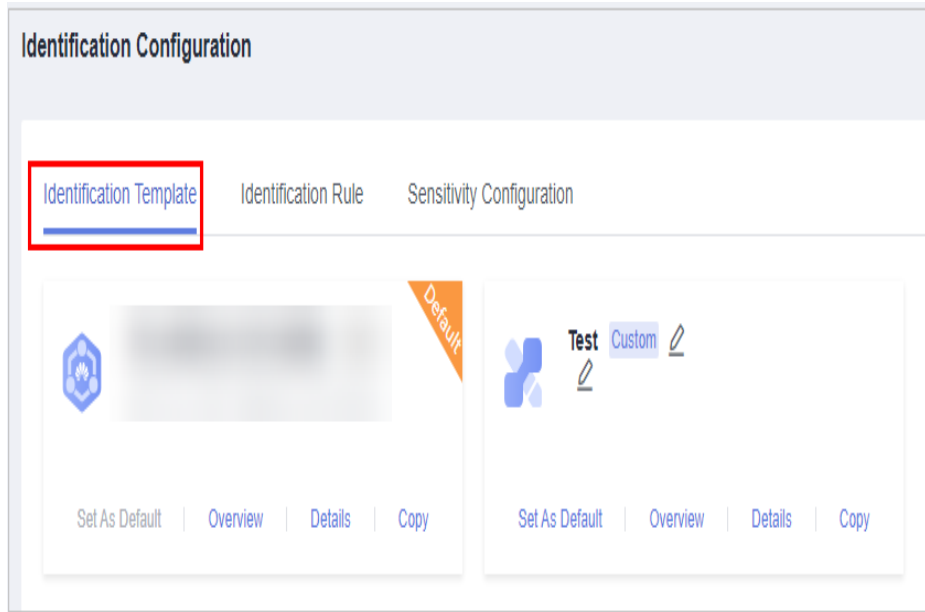 Identification Configuration
Identification Template Identification Rule Sensitivity Configuration
Default
Test Custom
Set As Default Overview Details Copy
Set As Default Overview Details Copy